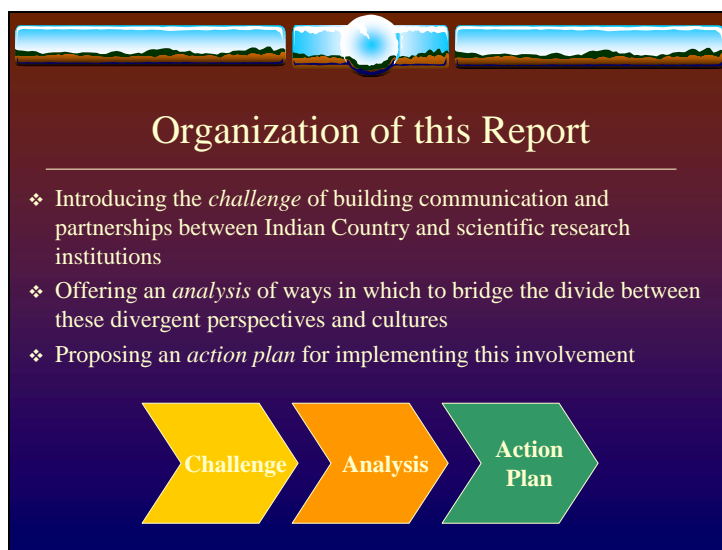 Organization of this Report
❖ Introducing the challenge of building communication and
partnerships between Indian Country and scientific research
institutions
❖ Offering an analysis of ways in which to bridge the divide between
these divergent perspectives and cultures
❖ Proposing an action plan for implementing this involvement
Challenge
Analysis
Action
Plan